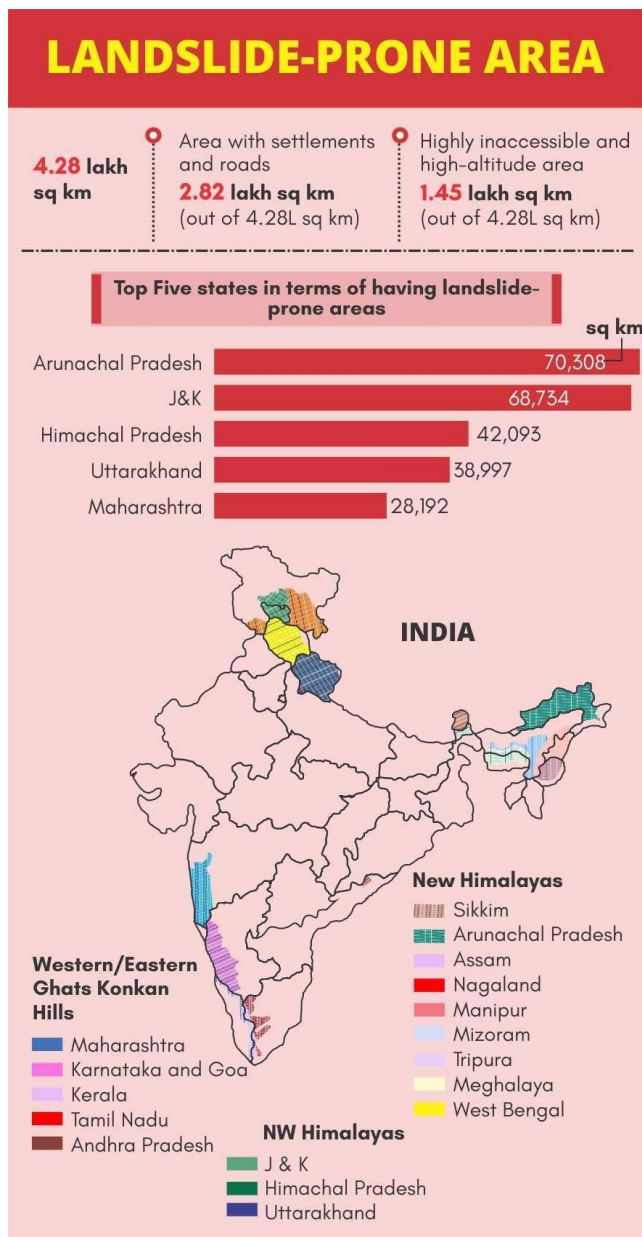 LANDSLIDE-PRONE AREA
4.28 lakh
sq km
Area with settlements
and roads
2.82 lakh sq km
(out of 4.28L sq km)
Highly inaccessible and
high-altitude area
1.45 lakh sq km
(out of 4.28L sq km)
Top Five states in terms of having landslide-
prone areas
sq km
Arunachal Pradesh 70,308
J&K 68,734
Himachal Pradesh 42,093
Uttarakhand 38,997
Maharashtra 28,192
INDIA
New Himalayas
Sikkim
Arunachal Pradesh
Assam
Nagaland
Manipur
Mizoram
Tripura
Meghalaya
West Bengal
Western/Eastern
Ghats Konkan
Hills
Maharashtra
Karnataka and Goa
Kerala
Tamil Nadu
Andhra Pradesh
NW Himalayas
J & K
Himachal Pradesh
Uttarakhand